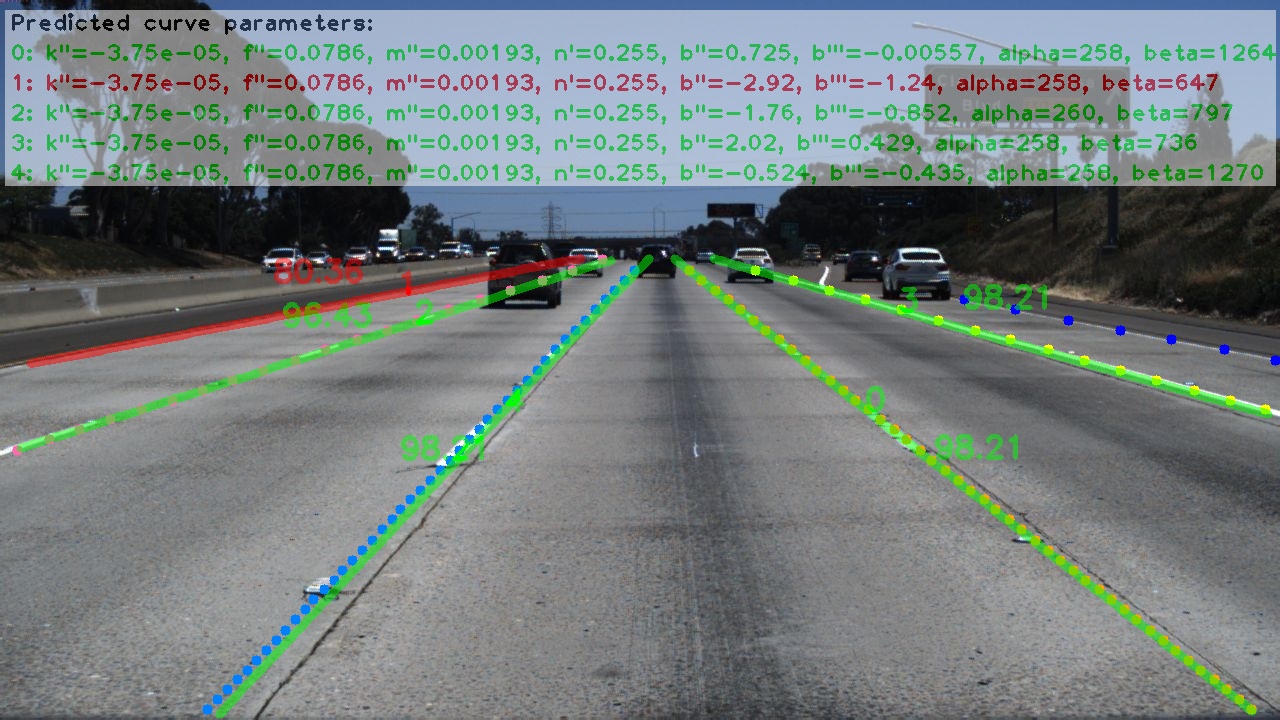 Predicted curve parameters:
0: k''=-3.75e-05, f''=0.0786, m''=0.00193, n'=0.255, b''=0.725, b'''=-0.00557, alpha=258, beta=1264
1: k''=-3.75e-05, f''=0.0786, m''=0.00193, n'=0.255, b''=-2.92, b'''=-1.24, alpha=258, beta=647
2: k''=-3.75e-05, f''=0.0786, m''=0.00193, n'=0.255, b''=-1.76, b'''=-0.852, alpha=260, beta=797
3: k''=-3.75e-05, f''=0.0786, m''=0.00193, n'=0.255, b''=2.02, b'''=0.429, alpha=258, beta=736
4: k''=-3.75e-05, f''=0.0786, m''=0.00193, n'=0.255, b''=-0.524, b'''=-0.435, alpha=258, beta=1270
80.36 1
98.43 2
3 98.21
4
0
98.21
98.21